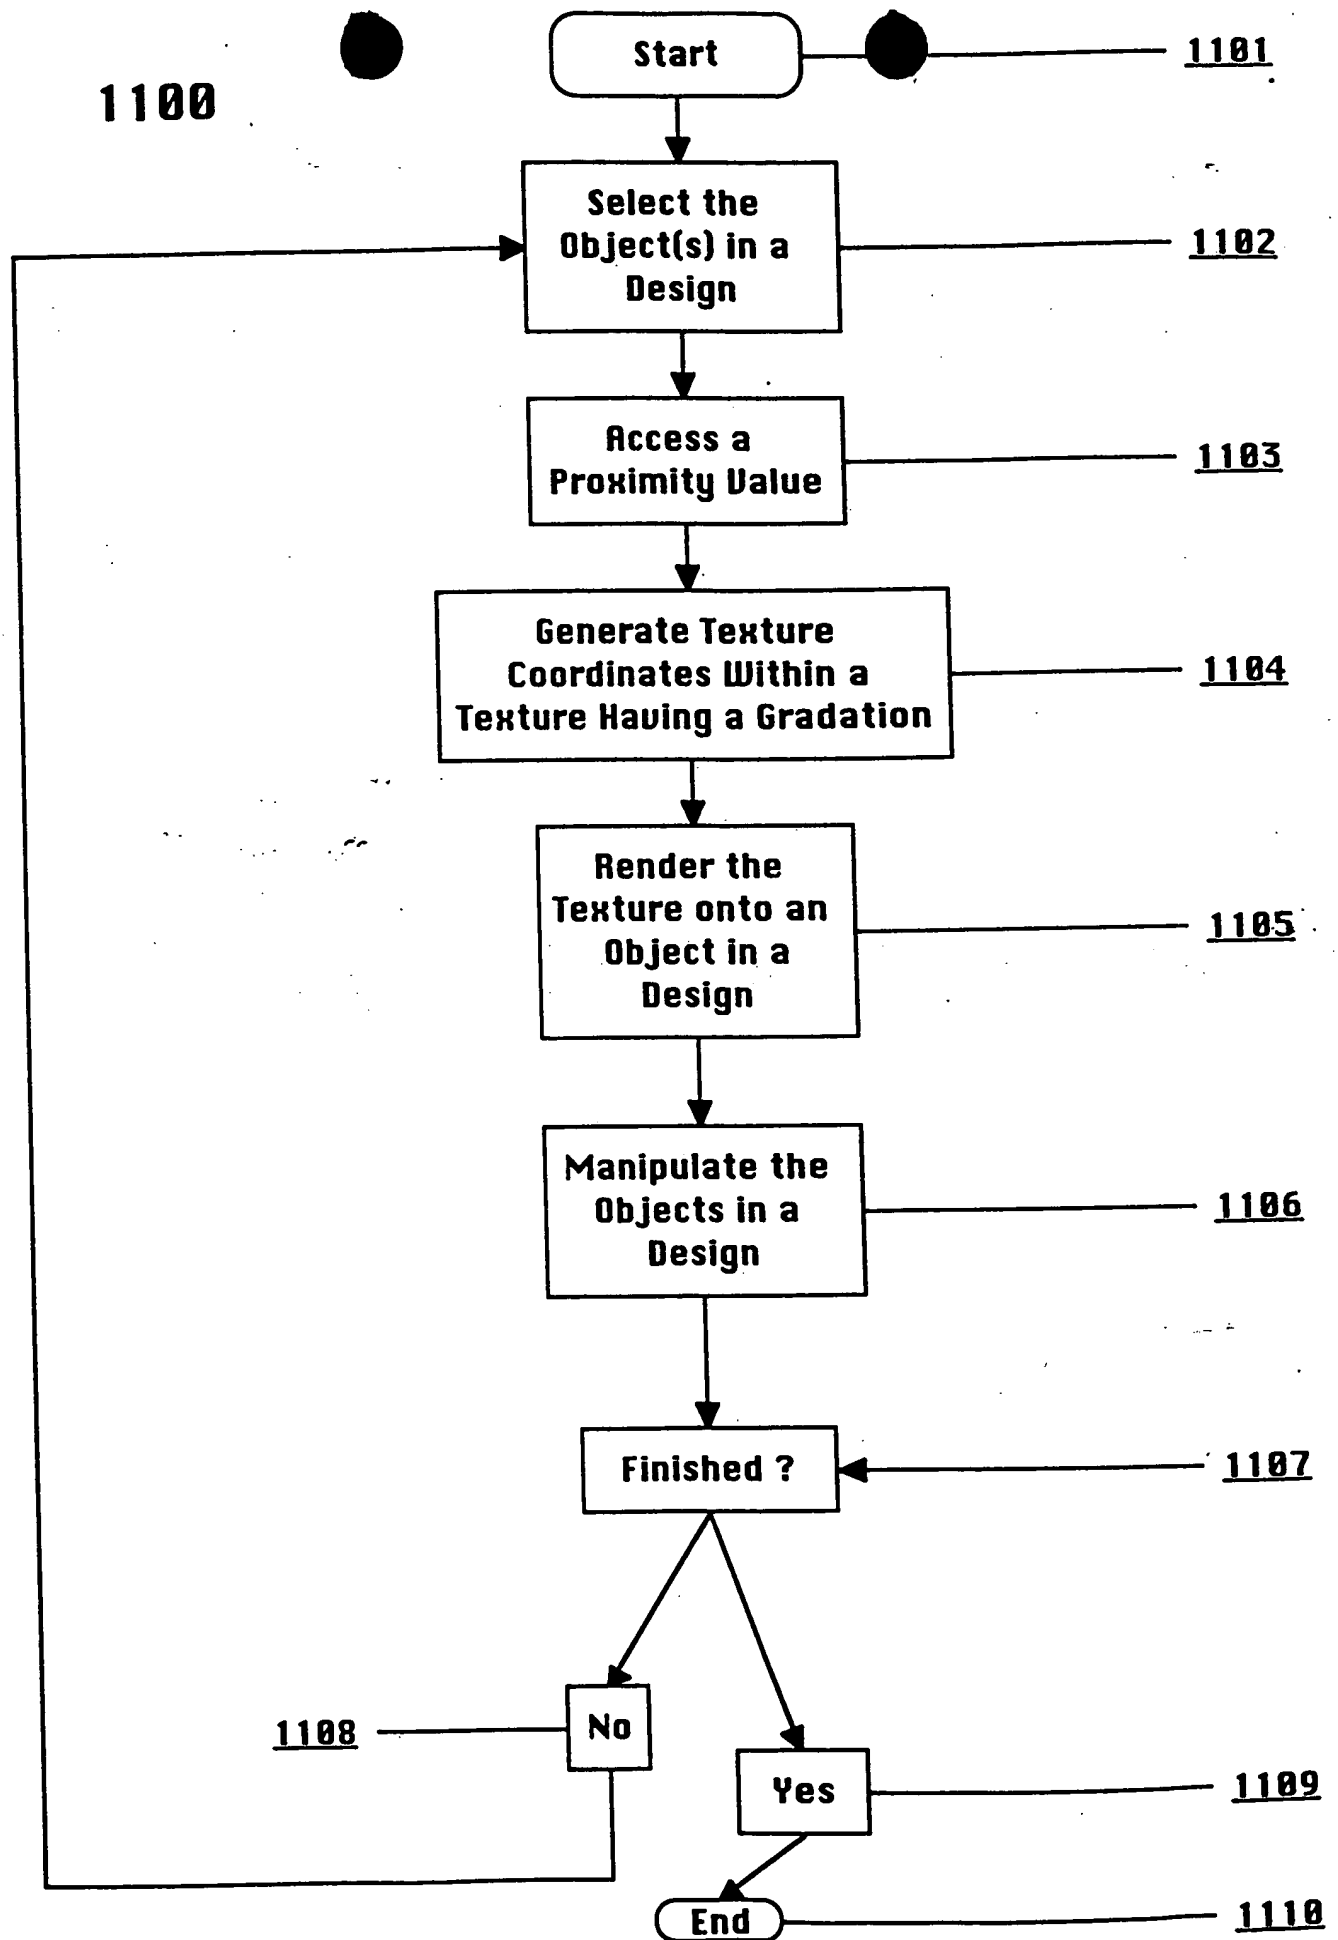 1100
Start
1101
Select the
Object(s) in a
Design
1102
Access a
Proximity Value
1103
Generate Texture
Coordinates Within a
Texture Having a Gradation
1104
Render the
Texture onto an
Object in a
Design
1105
Manipulate the
Objects in a
Design
1106
Finished ?
1107
1108
No
Yes
1109
End
1110